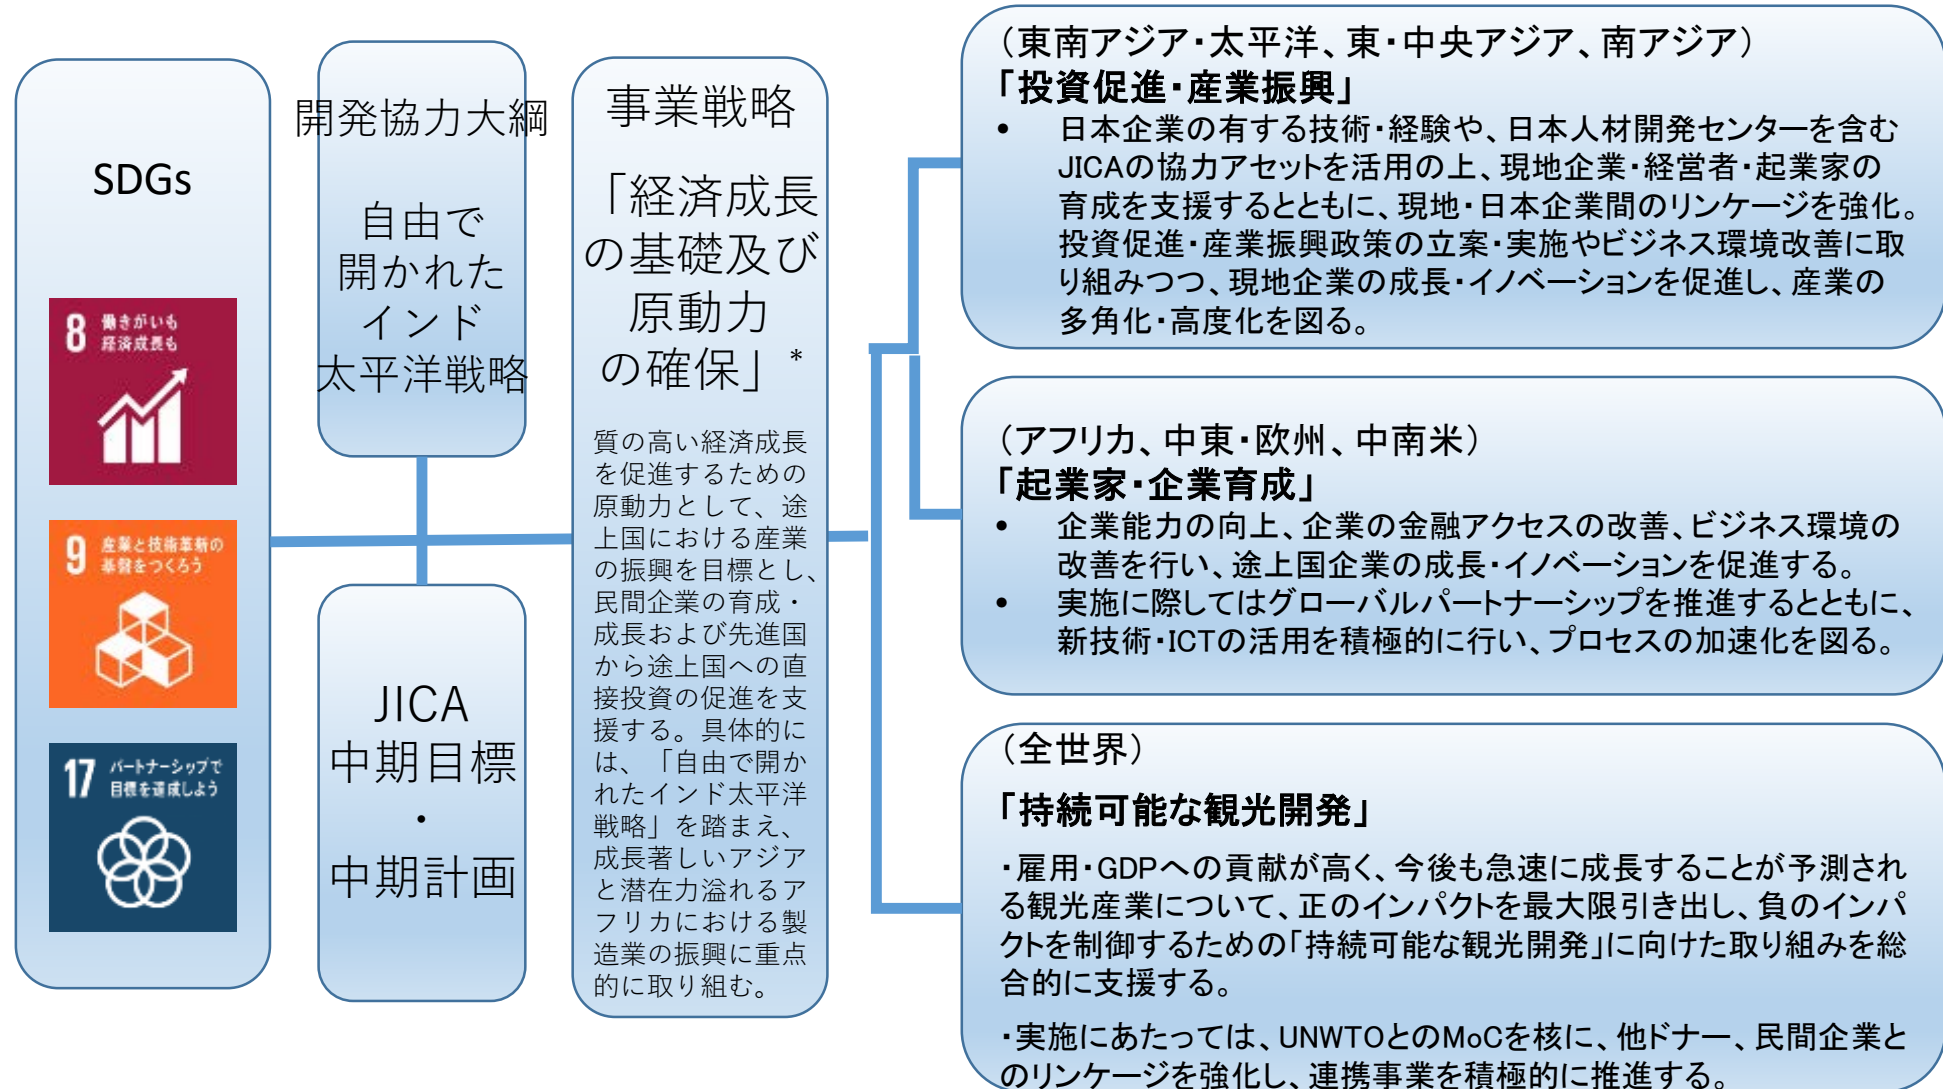 SDGs
8 働きがいも
経済成長も
9 産業と技術革新の
基盤をつくろう
17 パートナーシップで
目標を達成しよう
開発協力大綱
自由で
開かれた
インド
太平洋戦略
JICA
中期目標
・
中期計画
事業戦略
「経済成長
の基礎及び
原動力
の確保」*
質の高い経済成長
を促進するための
原動力として、途
上国における産業
の振興を目標とし、
民間企業の育成・
成長および先進国
から途上国への直
接投資の促進を支
援する。具体的に
は、「自由で開か
れたインド太平洋
戦略」を踏まえ、
成長著しいアジア
と潜在力溢れるア
フリカにおける製
造業の振興に重点
的に取り組む。
（東南アジア・太平洋、東・中央アジア、南アジア）
「投資促進・産業振興」
• 日本企業の有する技術・経験や、日本人材開発センターを含む
JICAの協力アセットを活用の上、現地企業・経営者・起業家の
育成を支援するとともに、現地・日本企業間のリンケージを強化。
投資促進・産業振興政策の立案・実施やビジネス環境改善に取
り組みつつ、現地企業の成長・イノベーションを促進し、産業の
多角化・高度化を図る。
（アフリカ、中東・欧州、中南米）
「起業家・企業育成」
• 企業能力の向上、企業の金融アクセスの改善、ビジネス環境の
改善を行い、途上国企業の成長・イノベーションを促進する。
• 実施に際してはグローバルパートナーシップを推進するとともに、
新技術・ICTの活用を積極的に行い、プロセスの加速化を図る。
（全世界）
「持続可能な観光開発」
・雇用・GDPへの貢献が高く、今後も急速に成長することが予測され
る観光産業について、正のインパクトを最大限引き出し、負のインパ
クトを制御するための「持続可能な観光開発」に向けた取り組みを総
合的に支援する。
・実施にあたっては、UNWTOとのMoCを核に、他ドナー、民間企業と
のリンケージを強化し、連携事業を積極的に推進する。